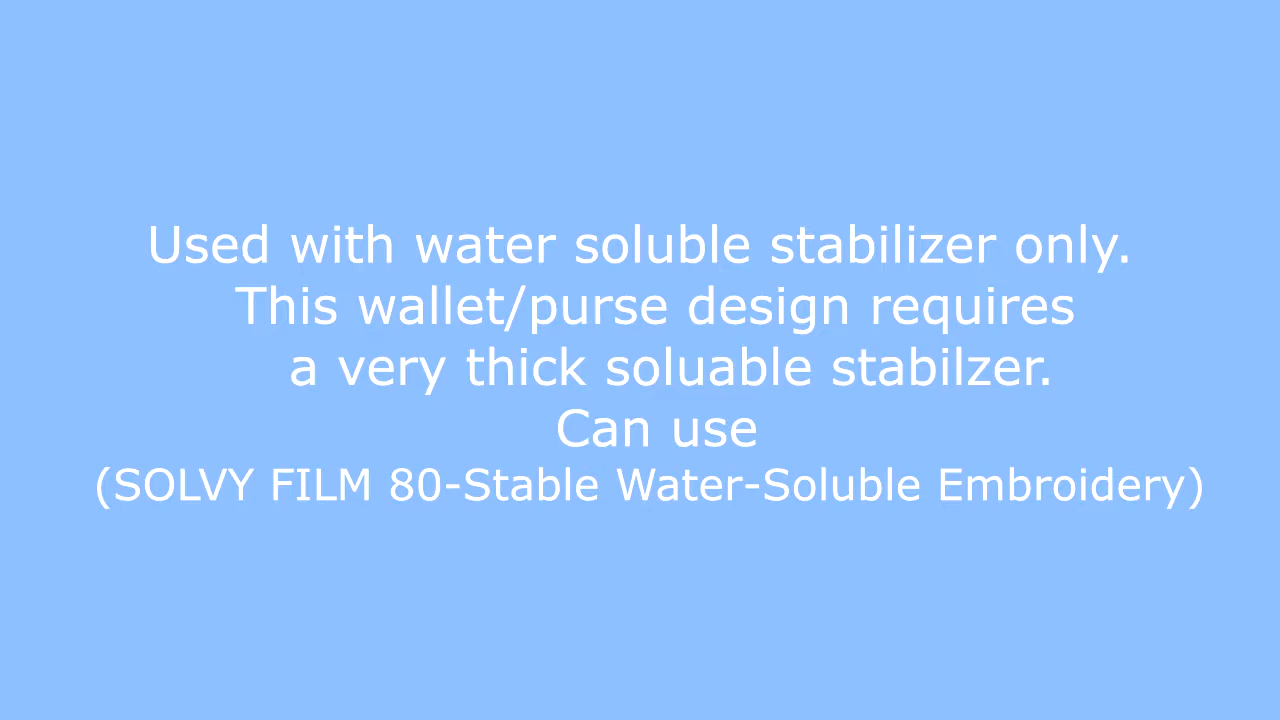 Used with water soluble stabilizer only.
This wallet/purse design requires
a very thick soluable stabilzer.
Can use
(SOLVY FILM 80-Stable Water-Soluble Embroidery)